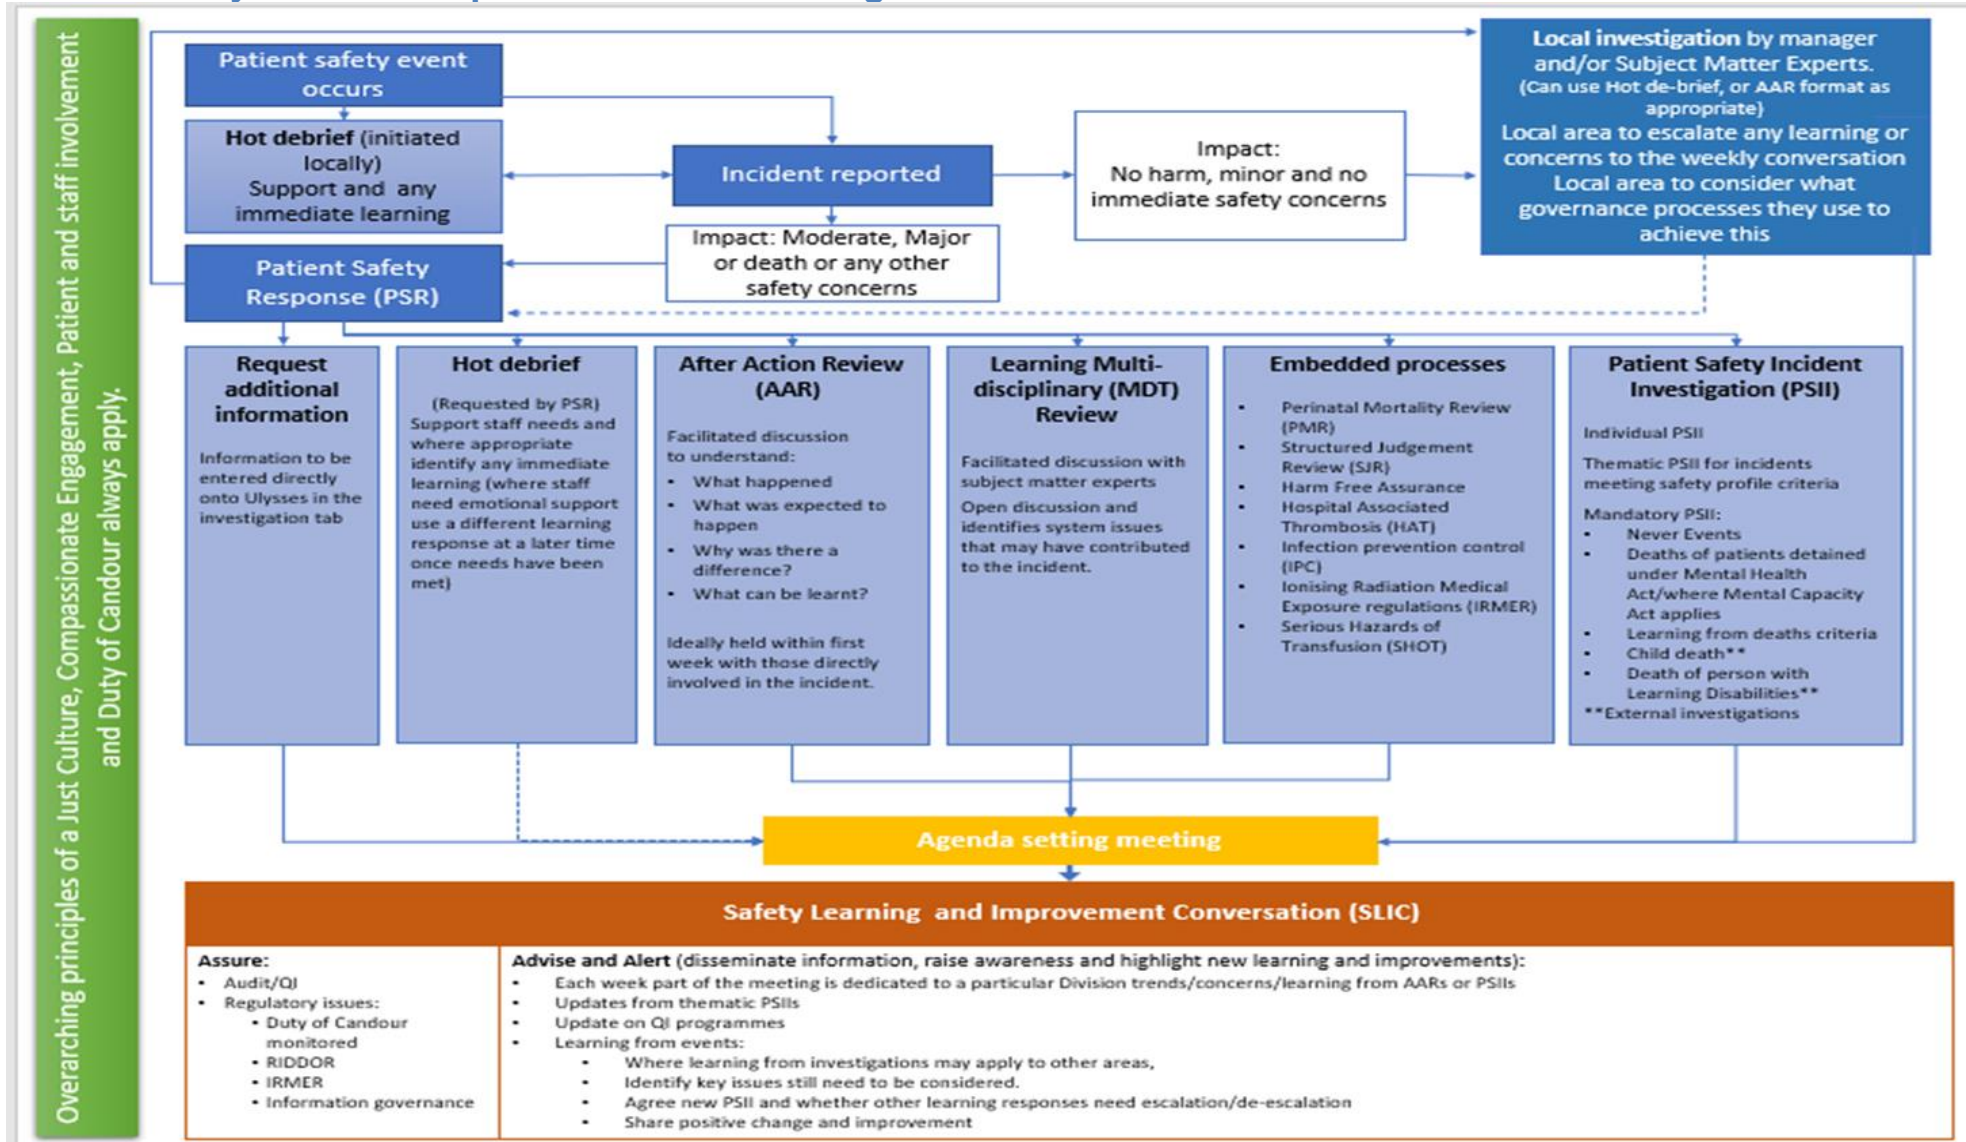 Overarching principles of a Just Culture, Compassionate Engagement, Patient and staff involvement
and Duty of Candour always apply.
Patient safety event
occurs
Hot debrief (initiated
locally)
Support and any
immediate learning
Incident reported
Impact:
No harm, minor and no
immediate safety concerns
Local investigation by manager
and/or Subject Matter Experts.
(Can use Hot de-brief, or AAR format as
appropriate)
Local area to escalate any learning or
concerns to the weekly conversation
Local area to consider what
governance processes they use to
achieve this
Impact: Moderate, Major
or death or any other
safety concerns
Patient Safety
Response (PSR)
Request
additional
information
Information to be
entered directly
onto Ulysses in the
investigation tab
Hot debrief
(Requested by PSR)
Support staff needs and
where appropriate
identify any immediate
learning (where staff
need emotional support
use a different learning
response at a later time
once needs have been
met)
After Action Review
(AAR)
Facilitated discussion
to understand:
• What happened
• What was expected to
happen
• Why was there a
difference?
• What can be learnt?
Ideally held within first
week with those directly
involved in the incident.
Learning Multi-
disciplinary (MDT)
Review
Facilitated discussion with
subject matter experts
Open discussion and
identifies system issues
that may have contributed
to the incident.
Embedded processes
• Perinatal Mortality Review
(PMR)
• Structured Judgement
Review (SJR)
• Harm Free Assurance
• Hospital Associated
Thrombosis (HAT)
• Infection prevention control
(IPC)
• Ionising Radiation Medical
Exposure regulations (IRMER)
• Serious Hazards of
Transfusion (SHOT)
Patient Safety Incident
Investigation (PSII)
Individual PSII
Thematic PSII for incidents
meeting safety profile criteria
Mandatory PSII:
• Never Events
• Deaths of patients detained
under Mental Health
Act/where Mental Capacity
Act applies
• Learning from deaths criteria
• Child death**
• Death of person with
Learning Disabilities**
**External investigations
Agenda setting meeting
Safety Learning and Improvement Conversation (SLIC)
Assure:
• Audit/QI
• Regulatory issues:
• Duty of Candour
monitored
• RIDDOR
• IRMER
• Information governance
Advise and Alert (disseminate information, raise awareness and highlight new learning and improvements):
• Each week part of the meeting is dedicated to a particular Division trends/concerns/learning from AARs or PSIIs
• Updates from thematic PSIIs
• Update on QI programmes
• Learning from events:
• Where learning from investigations may apply to other areas,
• Identify key issues still need to be considered.
• Agree new PSII and whether other learning responses need escalation/de-escalation
• Share positive change and improvement